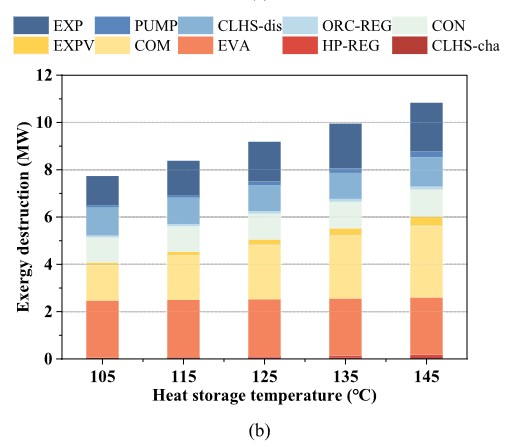 EXP PUMP CLHS-dis ORC-REG CON
EXPV COM EVA HP-REG CLHS-cha
12
10
8
6
4
2
0
Exergy destruction (MW)
105 115 125 135 145
Heat storage temperature (℃)
(b)